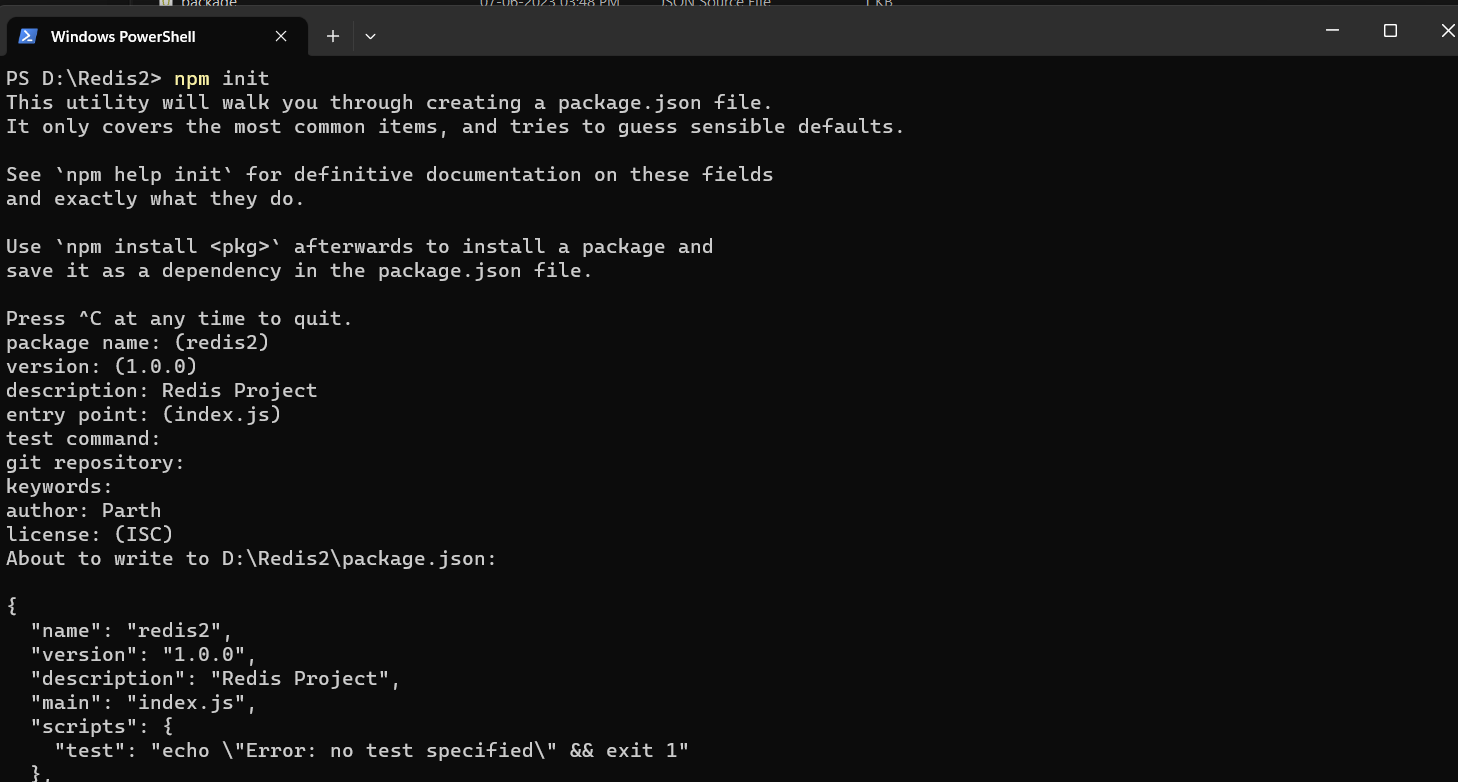 package 07-06-2023 03:48 PM JSON Source File 1 KB
Windows PowerShell
PS D:\Redis2> npm init
This utility will walk you through creating a package.json file.
It only covers the most common items, and tries to guess sensible defaults.
See `npm help init` for definitive documentation on these fields
and exactly what they do.
Use `npm install <pkg>` afterwards to install a package and
save it as a dependency in the package.json file.
Press ^C at any time to quit.
package name: (redis2)
version: (1.0.0)
description: Redis Project
entry point: (index.js)
test command:
git repository:
keywords:
author: Parth
license: (ISC)
About to write to D:\Redis2\package.json:
{
  "name": "redis2",
  "version": "1.0.0",
  "description": "Redis Project",
  "main": "index.js",
  "scripts": {
    "test": "echo \"Error: no test specified\" && exit 1"
  },